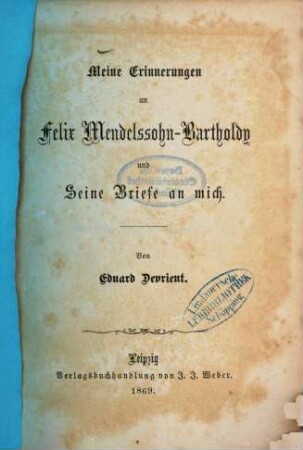 Meine Erinnerungen
an
Felix Mendelssohn-Bartholdy
und
Seine Briefe an mich.
Von
Eduard Devrient.
Leipzig
Verlagsbuchhandlung von J. J. Weber.
1869.